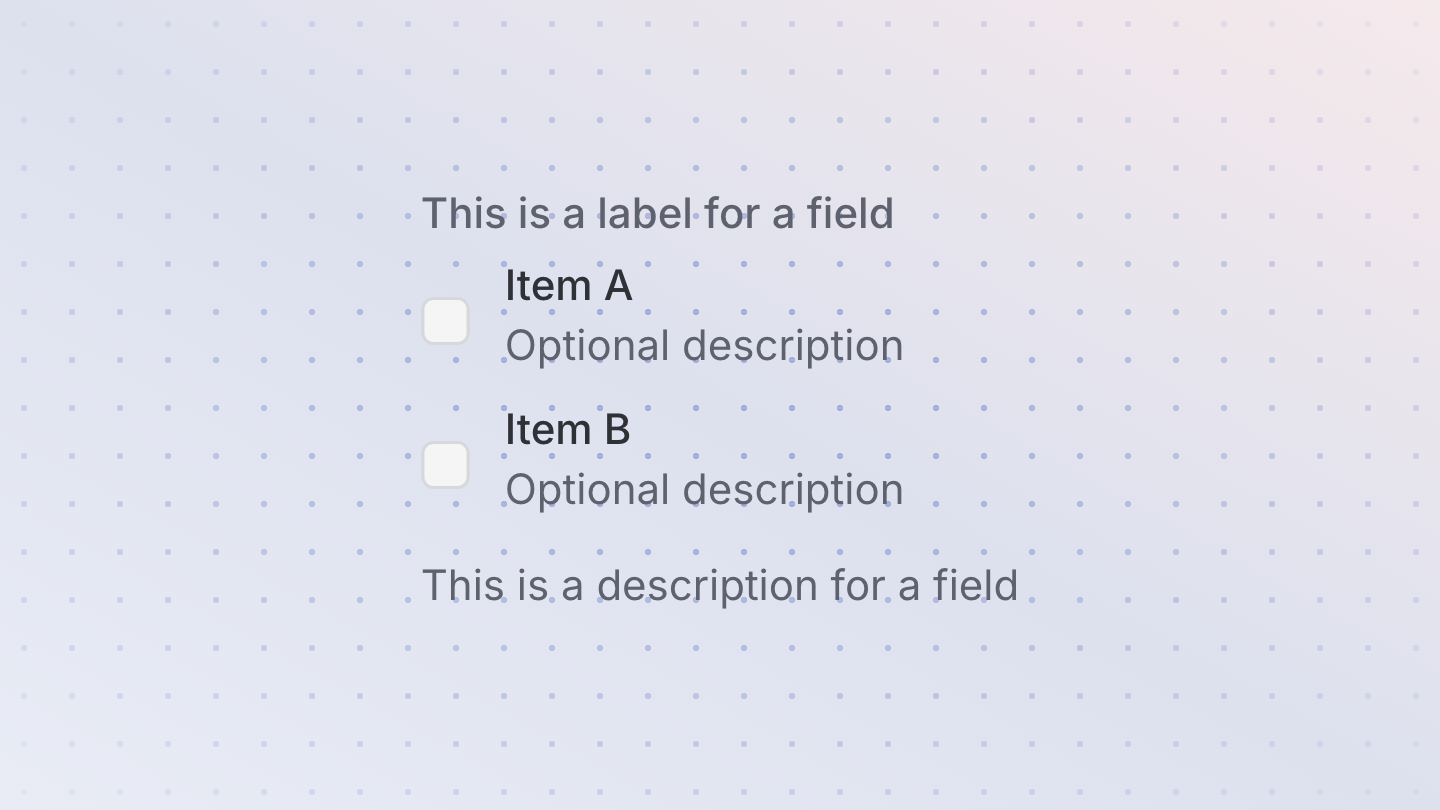 This is a label for a field
Item A
Optional description
Item B
Optional description
This is a description for a field